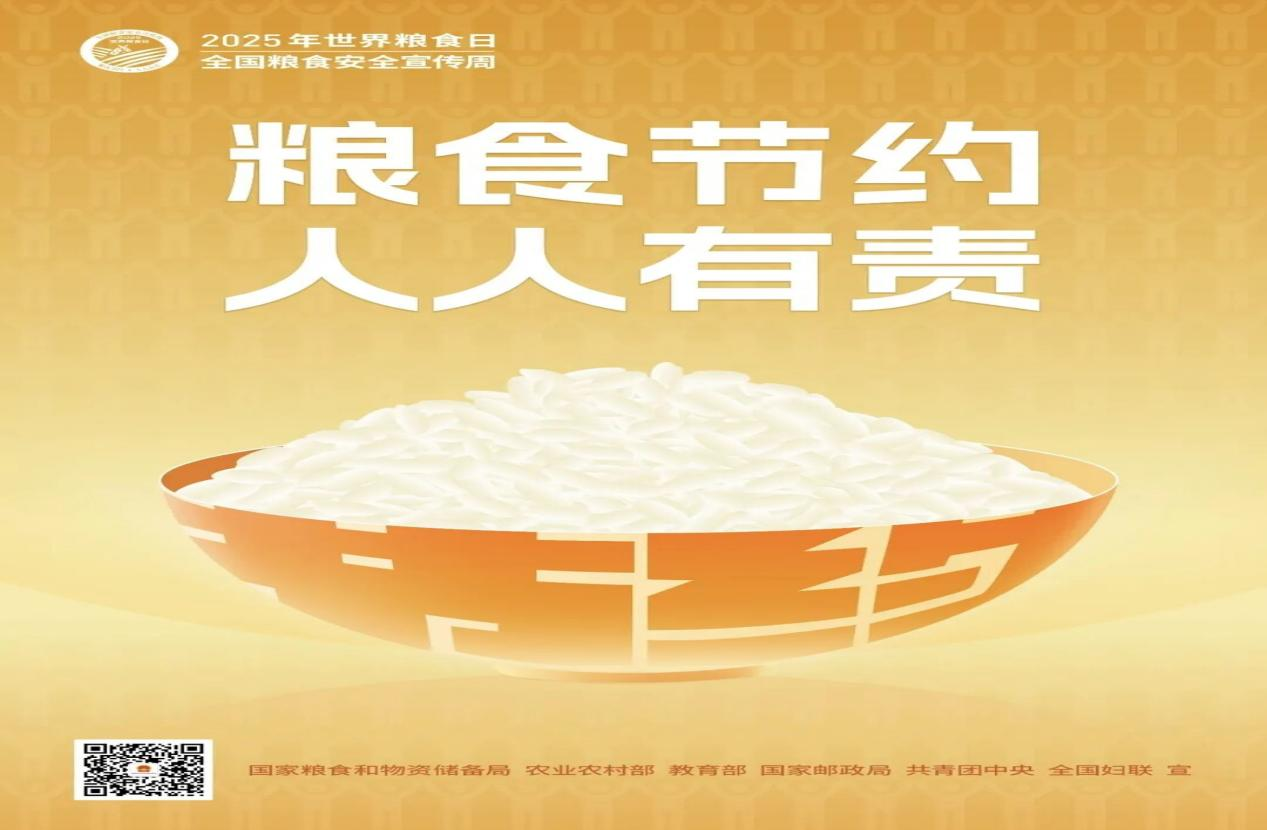 2025年世界粮食日
全国粮食安全宣传周
粮食节约
人人有责
国家粮食和物资储备局 农业农村部 教育部 国家邮政局 共青团中央 全国妇联 宣